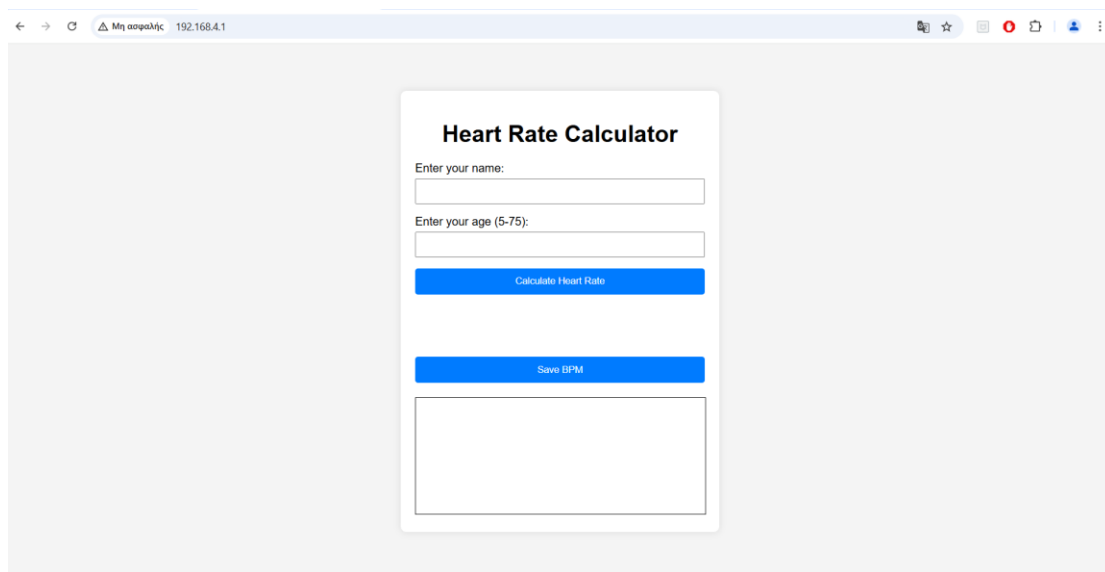 Μη ασφαλής 192.168.4.1
Heart Rate Calculator
Enter your name:
Enter your age (5-75):
Calculate Heart Rate
Save BPM